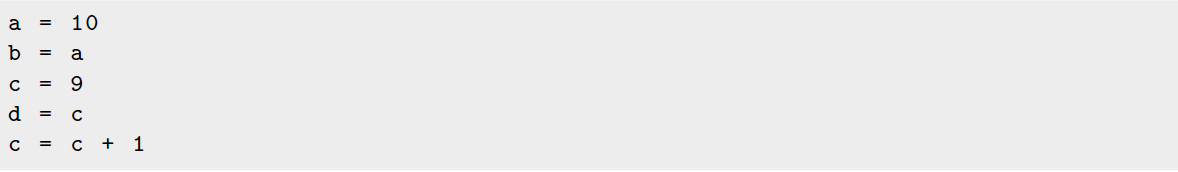 a = 10
b = a
c = 9
d = c
c = c + 1